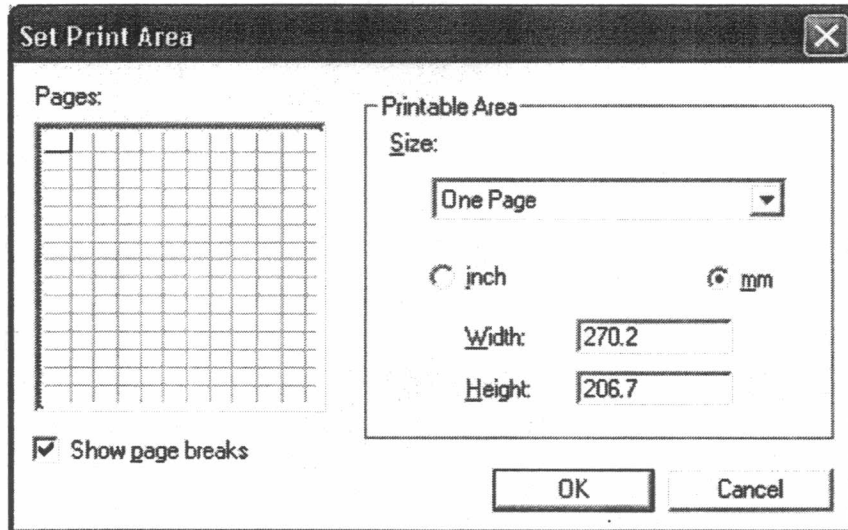 Set Print Area
Pages:
Printable Area
Size:
One Page
inch
mm
Width: 270.2
Height: 206.7
Show page breaks
OK
Cancel